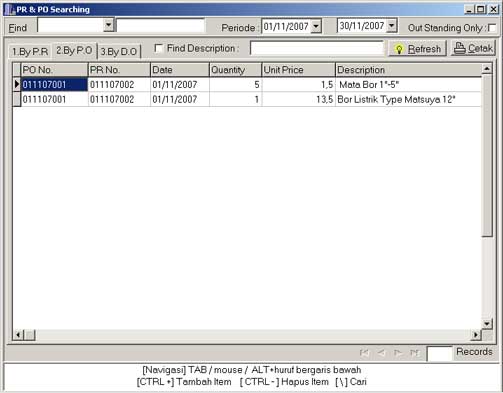 PR & PO Searching
Find Periode : 01/11/2007 30/11/2007 Out Standing Only :
1.By P.R 2.By P.O 3.By D.O Find Description : Refresh Cetak
PO No. PR No. Date Quantity Unit Price Description
011107001 011107002 01/11/2007 5 1,5 Mata Bor 1"-5"
011107001 011107002 01/11/2007 1 13,5 Bor Listrik Type Matsuya 12"
Records
[Navigasi] TAB / mouse / ALT+huruf bergaris bawah
[CTRL +] Tambah Item [ CTRL - ] Hapus Item [ \ ] Cari